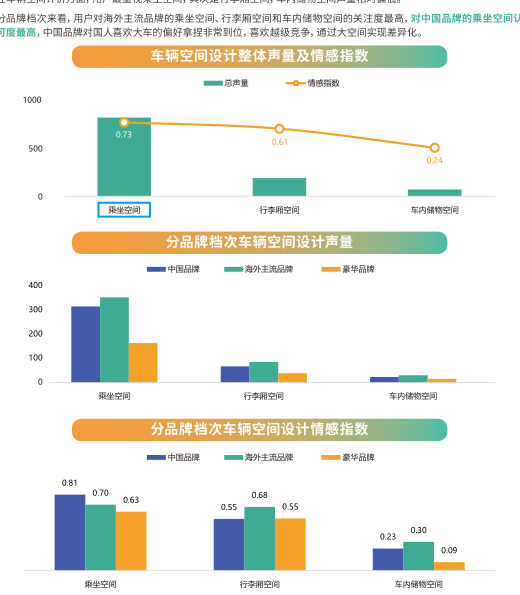 分品牌档次来看，用户对海外主流品牌的乘坐空间、行李厢空间和车内储物空间的关注度最高，对中国品牌的乘坐空间认
可度最高，中国品牌对国人喜欢大车的偏好拿捏非常到位，喜欢越级竞争，通过大空间实现差异化。
车辆空间设计整体声量及情感指数
总声量 情感指数
1000
500
0
0.73
0.61
0.24
乘坐空间 行李厢空间 车内储物空间
分品牌档次车辆空间设计声量
中国品牌 海外主流品牌 豪华品牌
400
300
200
100
0
乘坐空间 行李厢空间 车内储物空间
分品牌档次车辆空间设计情感指数
中国品牌 海外主流品牌 豪华品牌
0.81 0.70 0.63 0.55 0.68 0.55 0.23 0.30 0.09
乘坐空间 行李厢空间 车内储物空间